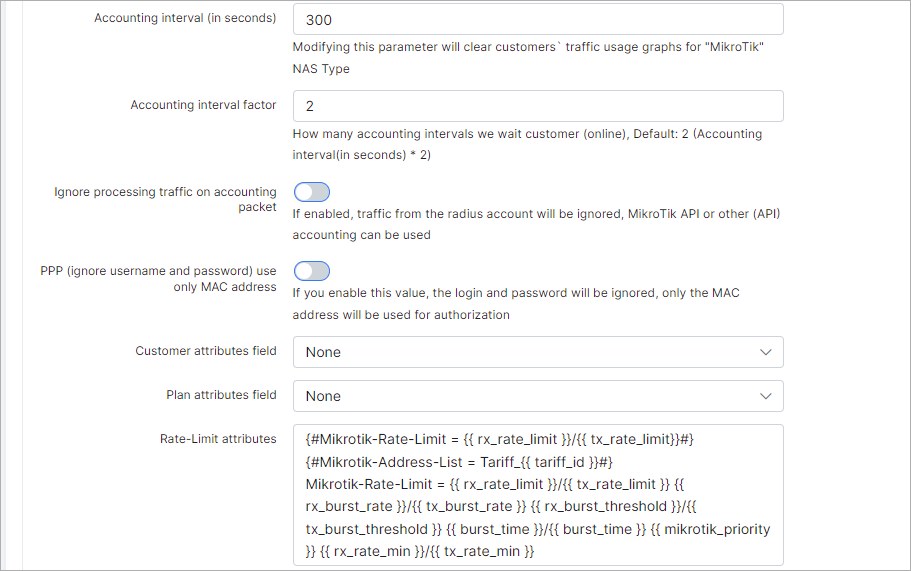 Accounting interval (in seconds)
300
Modifying this parameter will clear customers` traffic usage graphs for "MikroTik"
NAS Type
Accounting interval factor
2
How many accounting intervals we wait customer (online), Default: 2 (Accounting
interval(in seconds) * 2)
Ignore processing traffic on accounting
packet
If enabled, traffic from the radius account will be ignored, MikroTik API or other (API)
accounting can be used
PPP (ignore username and password) use
only MAC address
If you enable this value, the login and password will be ignored, only the MAC
address will be used for authorization
Customer attributes field
None
Plan attributes field
None
Rate-Limit attributes
{#Mikrotik-Rate-Limit = {{ rx_rate_limit }}/{{ tx_rate_limit}}#}
{#Mikrotik-Address-List = Tariff_{{ tariff_id }}#}
Mikrotik-Rate-Limit = {{ rx_rate_limit }}/{{ tx_rate_limit }} {{
rx_burst_rate }}/{{ tx_burst_rate }} {{ rx_burst_threshold }}/{{
tx_burst_threshold }} {{ burst_time }}/{{ burst_time }} {{ mikrotik_priority
}} {{ rx_rate_min }}/{{ tx_rate_min }}